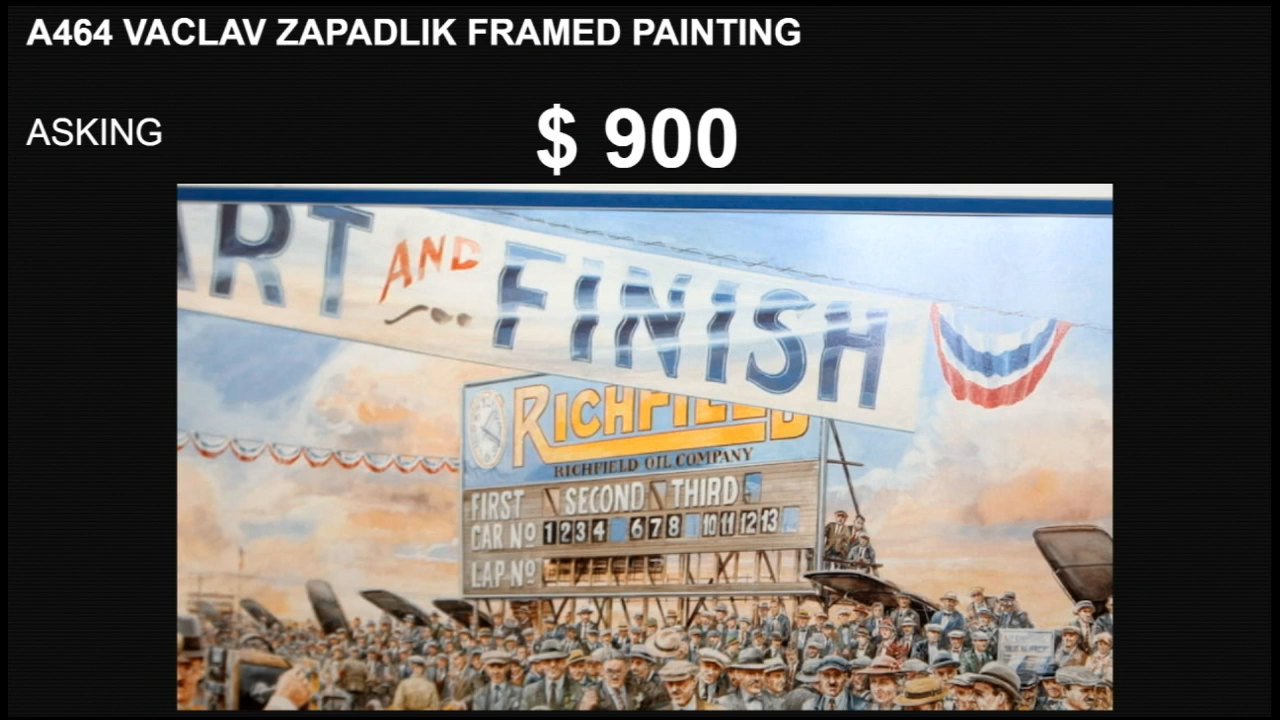 A464 VACLAV ZAPADLIK FRAMED PAINTING
ASKING
$ 900
ART AND FINISH
RICHFIELD
RICHFIELD OIL COMPANY
FIRST SECOND THIRD
CAR NO 1 2 3 4 6 7 8 10 11 12 13
LAP-NO